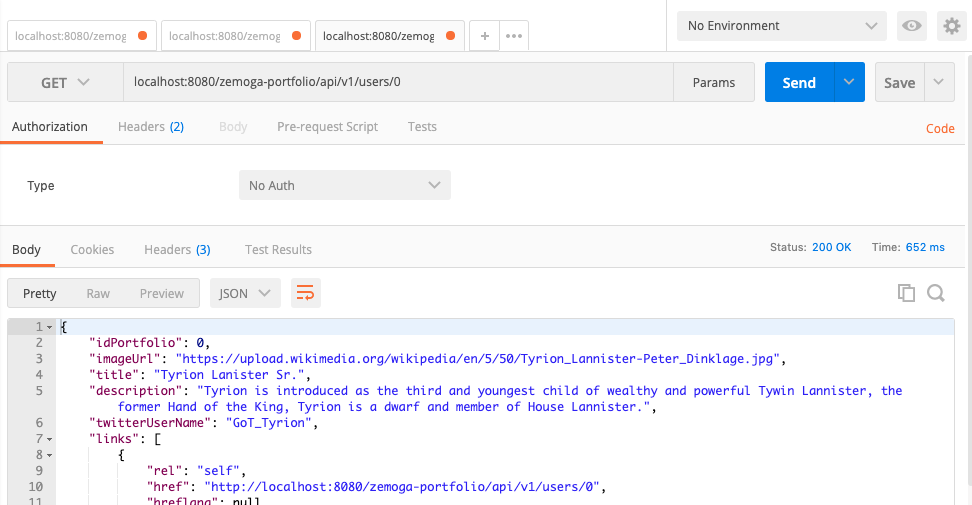 localhost:8080/zemog
localhost:8080/zemog
localhost:8080/zemog
+
•••
No Environment
GET
localhost:8080/zemoga-portfolio/api/v1/users/0
Params
Send
Save
Authorization
Headers (2)
Body
Pre-request Script
Tests
Code
Type
No Auth
Body
Cookies
Headers (3)
Test Results
Status: 200 OK
Time: 652 ms
Pretty
Raw
Preview
JSON
1 {
2 "idPortfolio": 0,
3 "imageUrl": "https://upload.wikimedia.org/wikipedia/en/5/50/Tyrion_Lannister-Peter_Dinklage.jpg",
4 "title": "Tyrion Lanister Sr.",
5 "description": "Tyrion is introduced as the third and youngest child of wealthy and powerful Tywin Lannister, the
former Hand of the King, Tyrion is a dwarf and member of House Lannister.",
6 "twitterUserName": "GoT_Tyrion",
7 "links": [
8 {
9 "rel": "self",
10 "href": "http://localhost:8080/zemoga-portfolio/api/v1/users/0",
11 "hreflang": null